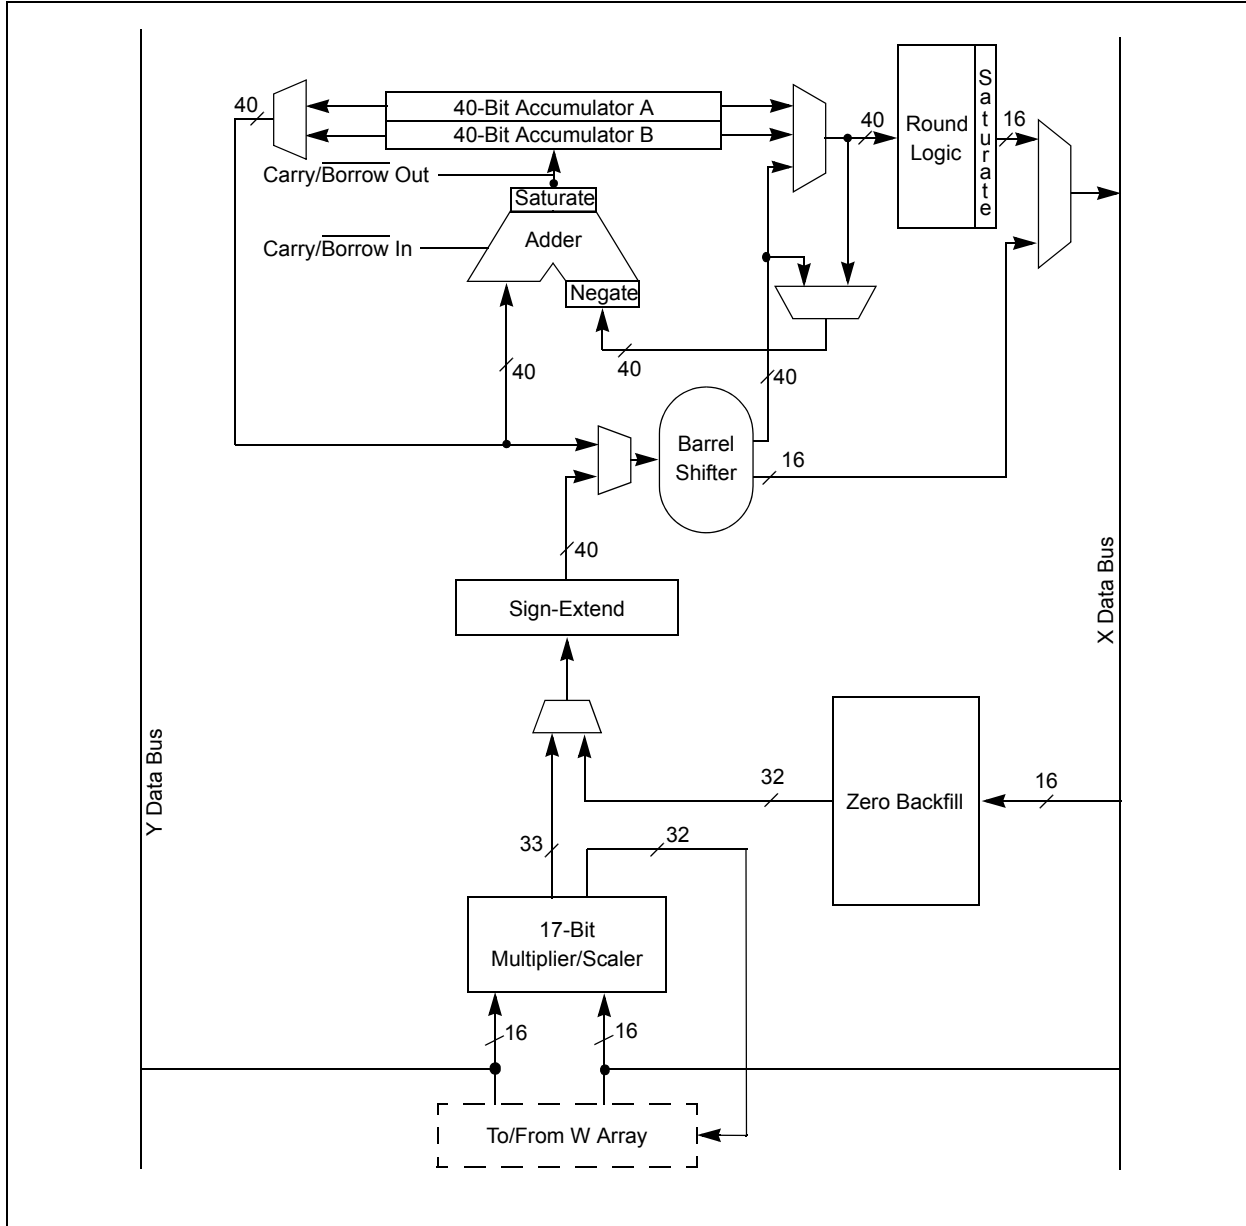 40
40-Bit Accumulator A
40-Bit Accumulator B
Carry/Borrow Out
Saturate
Adder
Carry/Borrow In
Negate
40
Round
Logic
Saturate
16
40
40
40
Barrel
Shifter
16
40
Sign-Extend
X Data Bus
Y Data Bus
32
Zero Backfill
16
33
32
17-Bit
Multiplier/Scaler
16
16
To/From W Array